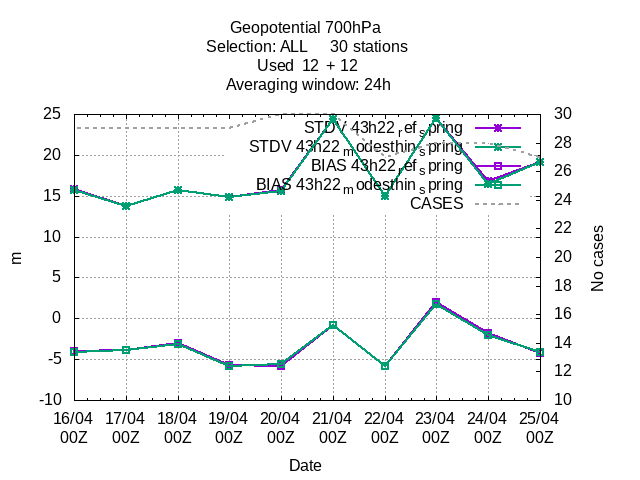 Geopotential 700hPa
Selection: ALL 30 stations
Used 12 + 12
Averaging window: 24h
25
20
15
10
5
0
-5
-10
m
30
28
26
24
22
20
18
16
14
12
10
No cases
STDV 43h22_ref_spring
STDV 43h22_modesthin_spring
BIAS 43h22_ref_spring
BIAS 43h22_modesthin_spring
CASES
16/04 17/04 18/04 19/04 20/04 21/04 22/04 23/04 24/04 25/04
00Z 00Z 00Z 00Z 00Z 00Z 00Z 00Z 00Z 00Z
Date